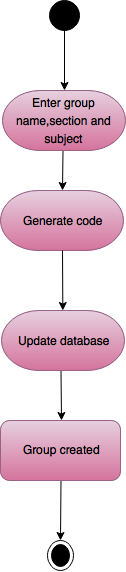 Enter group
name,section and
subject
Generate code
Update database
Group created